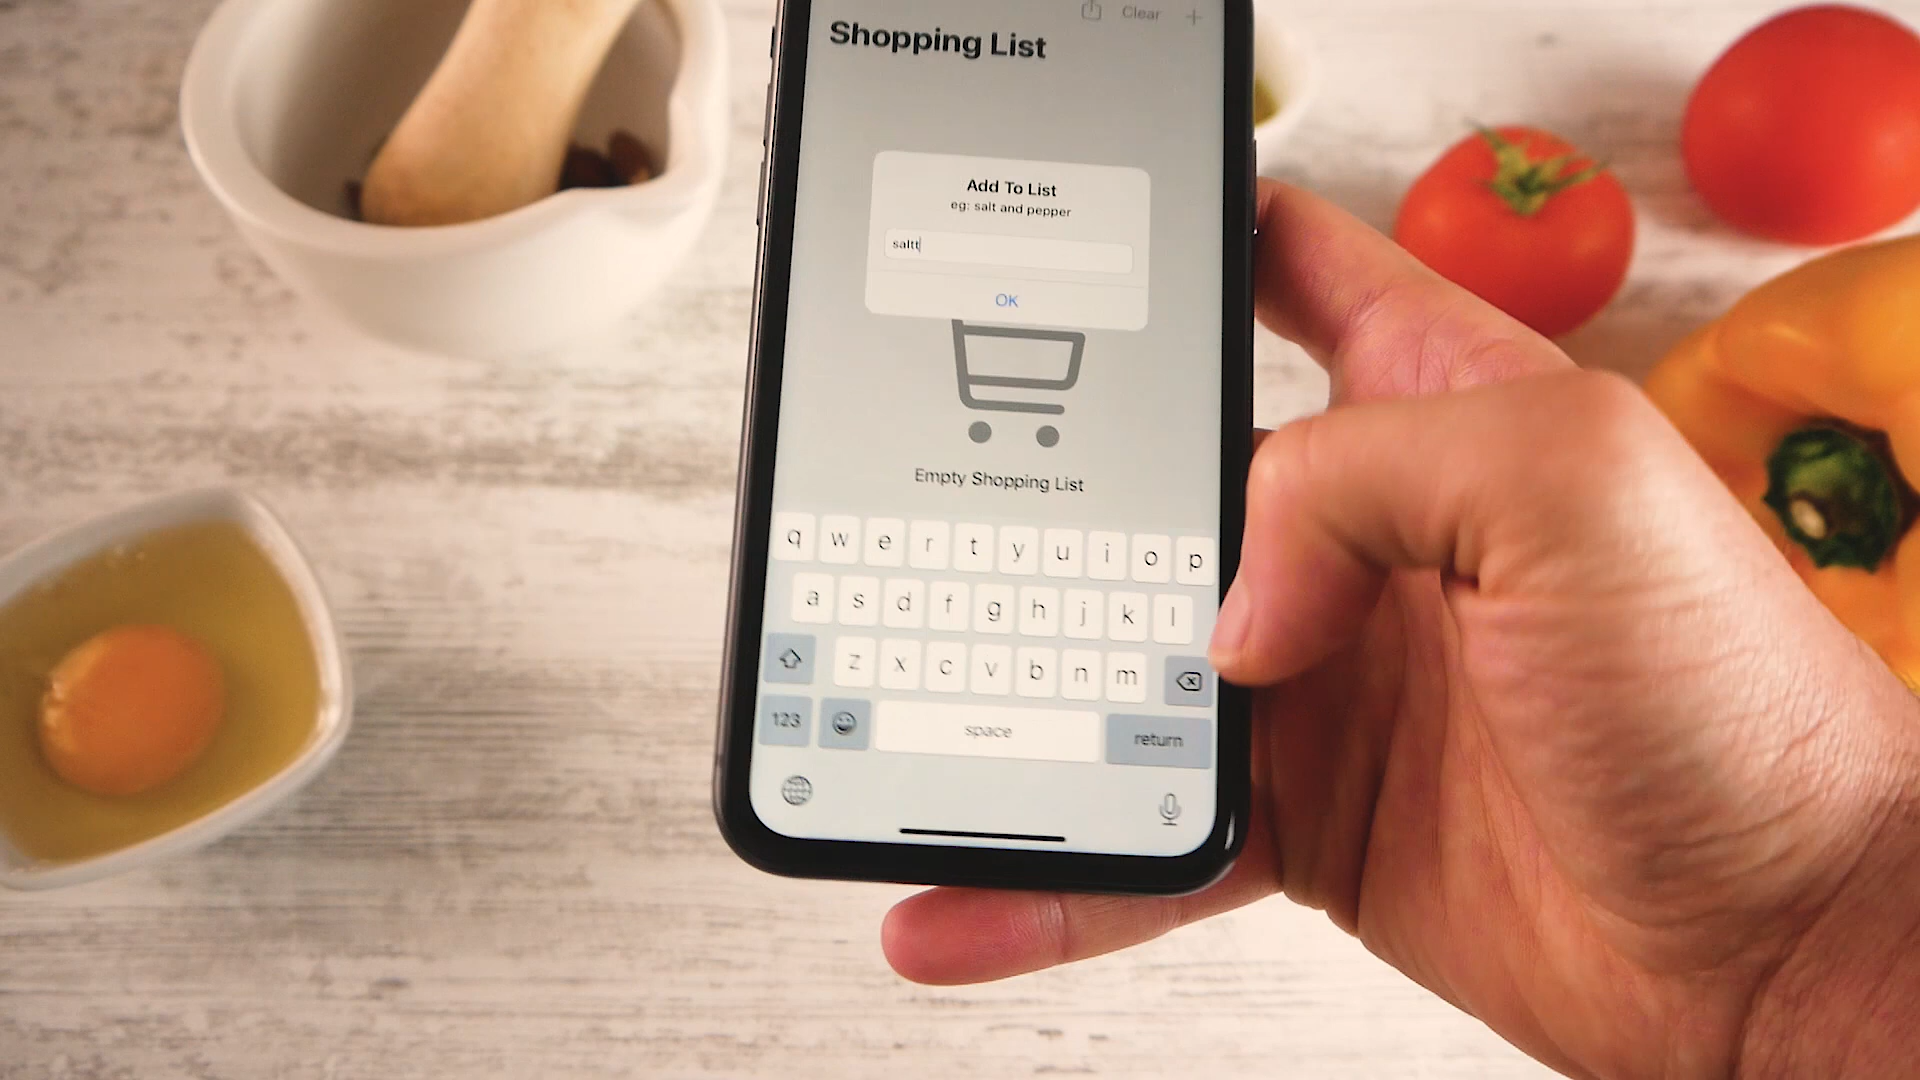 Clear
Shopping List
Add To List
eg: salt and pepper
saltt
OK
Empty Shopping List
q w e r t y u i o p
a s d f g h j k l
z x c v b n m
123 space return